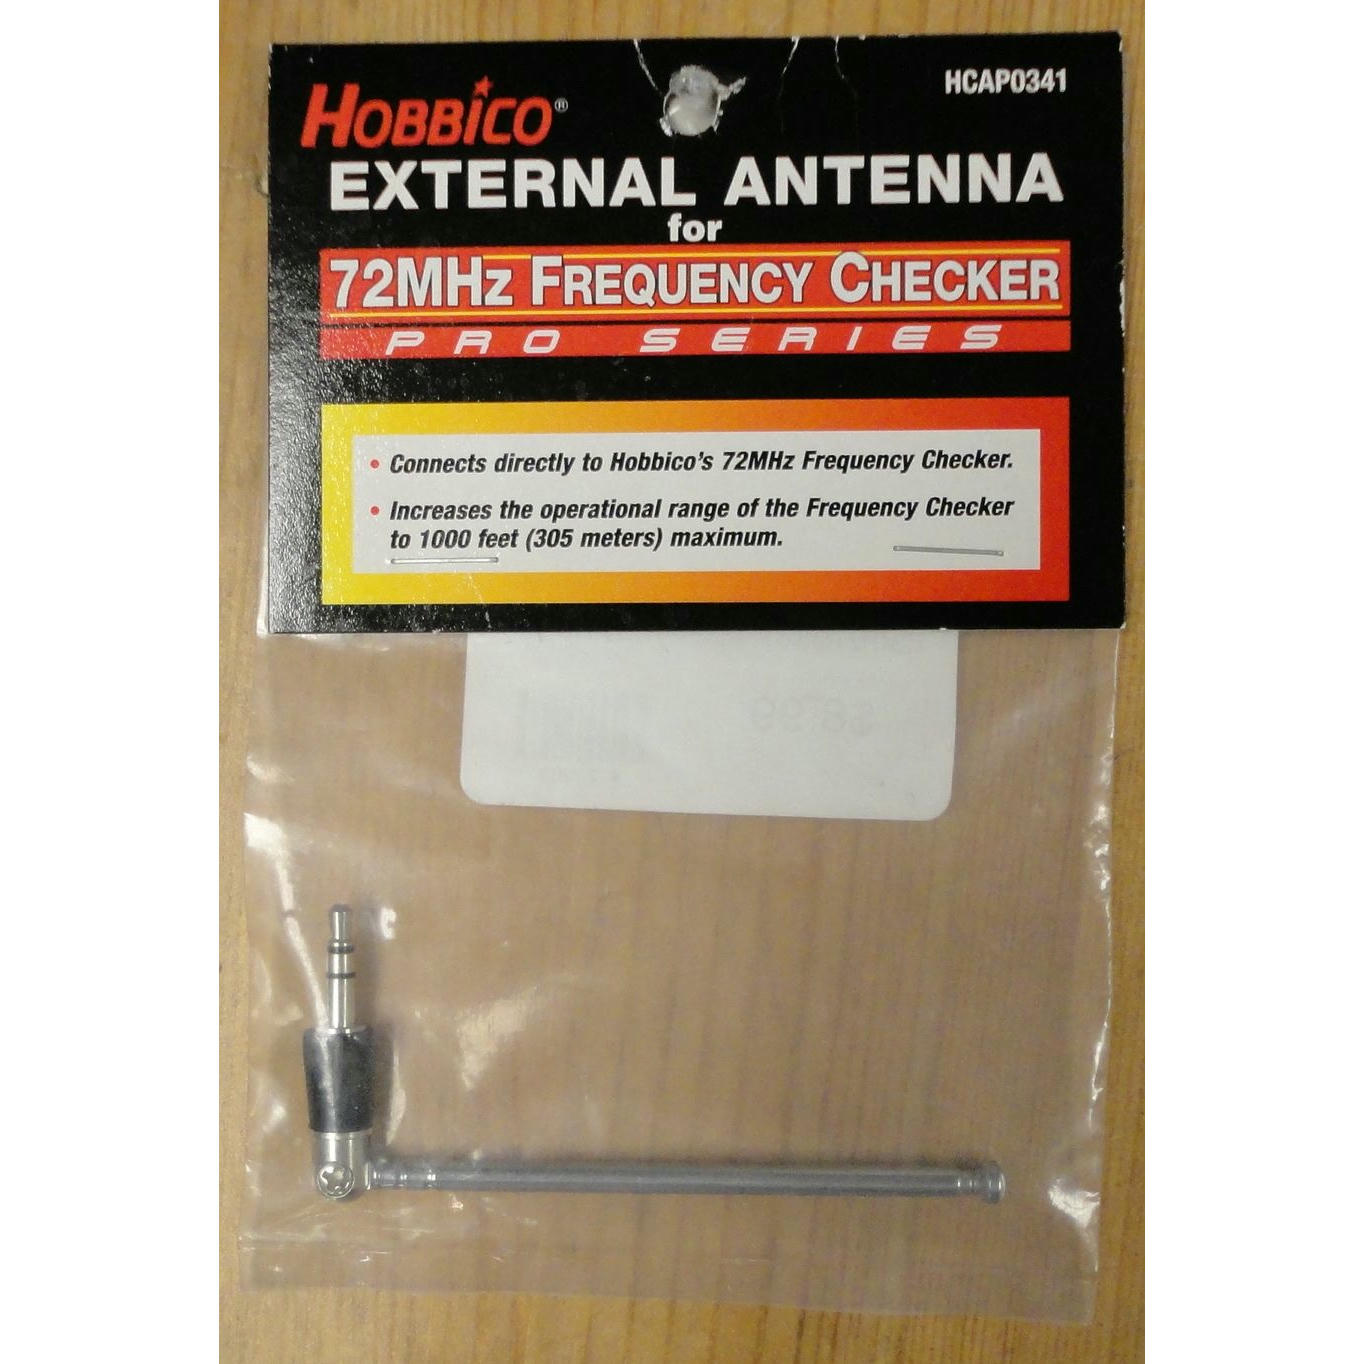 HOBBICO®
HCAP0341
EXTERNAL ANTENNA
for
72MHz FREQUENCY CHECKER
PRO SERIES
• Connects directly to Hobbico's 72MHz Frequency Checker.
• Increases the operational range of the Frequency Checker
to 1000 feet (305 meters) maximum.